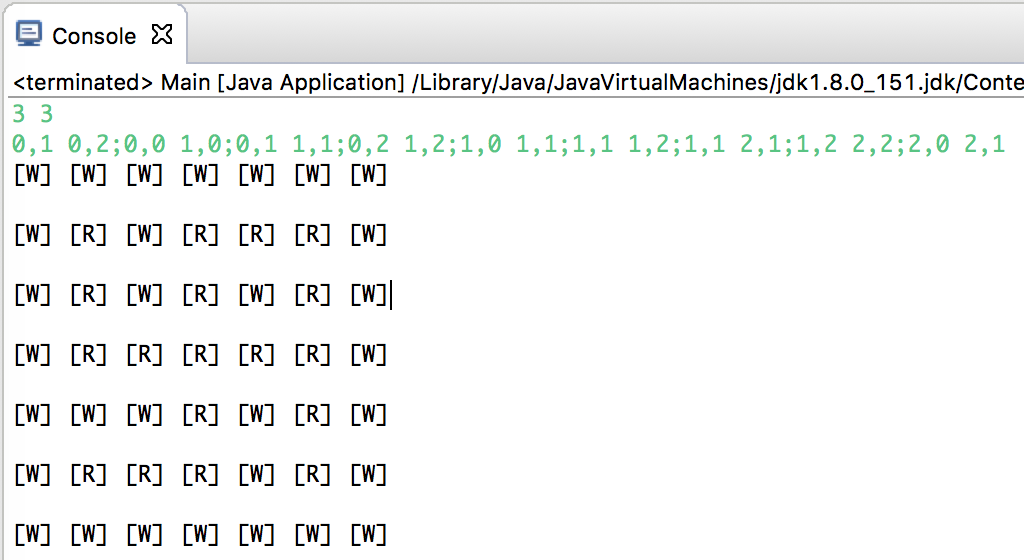 Console
<terminated> Main [Java Application] /Library/Java/JavaVirtualMachines/jdk1.8.0_151.jdk/Conte
3 3
0,1 0,2;0,0 1,0;0,1 1,1;0,2 1,2;1,0 1,1;1,1 1,2;1,1 2,1;1,2 2,2;2,0 2,1
[W] [W] [W] [W] [W] [W] [W]
[W] [R] [W] [R] [R] [R] [W]
[W] [R] [W] [R] [W] [R] [W]
[W] [R] [R] [R] [R] [R] [W]
[W] [W] [W] [R] [W] [R] [W]
[W] [R] [R] [R] [W] [R] [W]
[W] [W] [W] [W] [W] [W] [W]